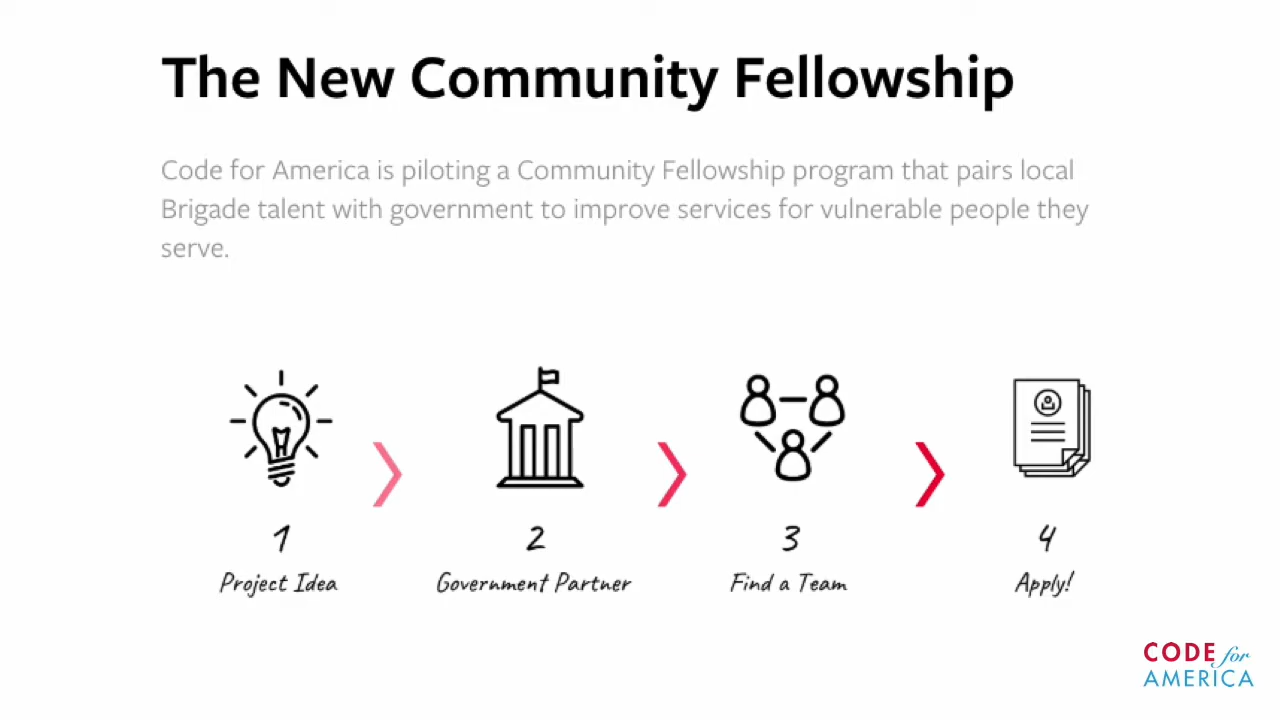 The New Community Fellowship
Code for America is piloting a Community Fellowship program that pairs local
Brigade talent with government to improve services for vulnerable people they
serve.
1
Project Idea
2
Government Partner
3
Find a Team
4
Apply!
CODE for
AMERICA